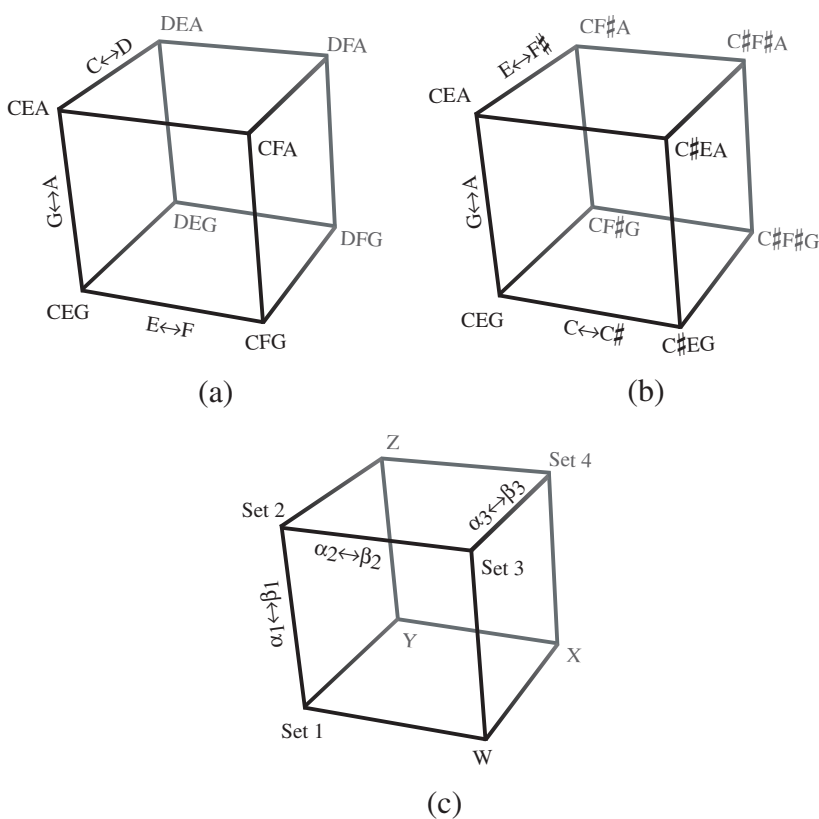 DEA
C↔D
DFA
CEA
CFA
G↔A
DEG
DFG
CEG
E↔F
CFG
(a)
CF♯A
E↔F♯
C♯F♯A
CEA
C♯EA
G↔A
CF♯G
C♯F♯G
CEG
C↔C♯
C♯EG
(b)
Z
Set 4
α3↔β3
Set 2
α2↔β2
Set 3
α1↔β1
Y
X
Set 1
W
(c)